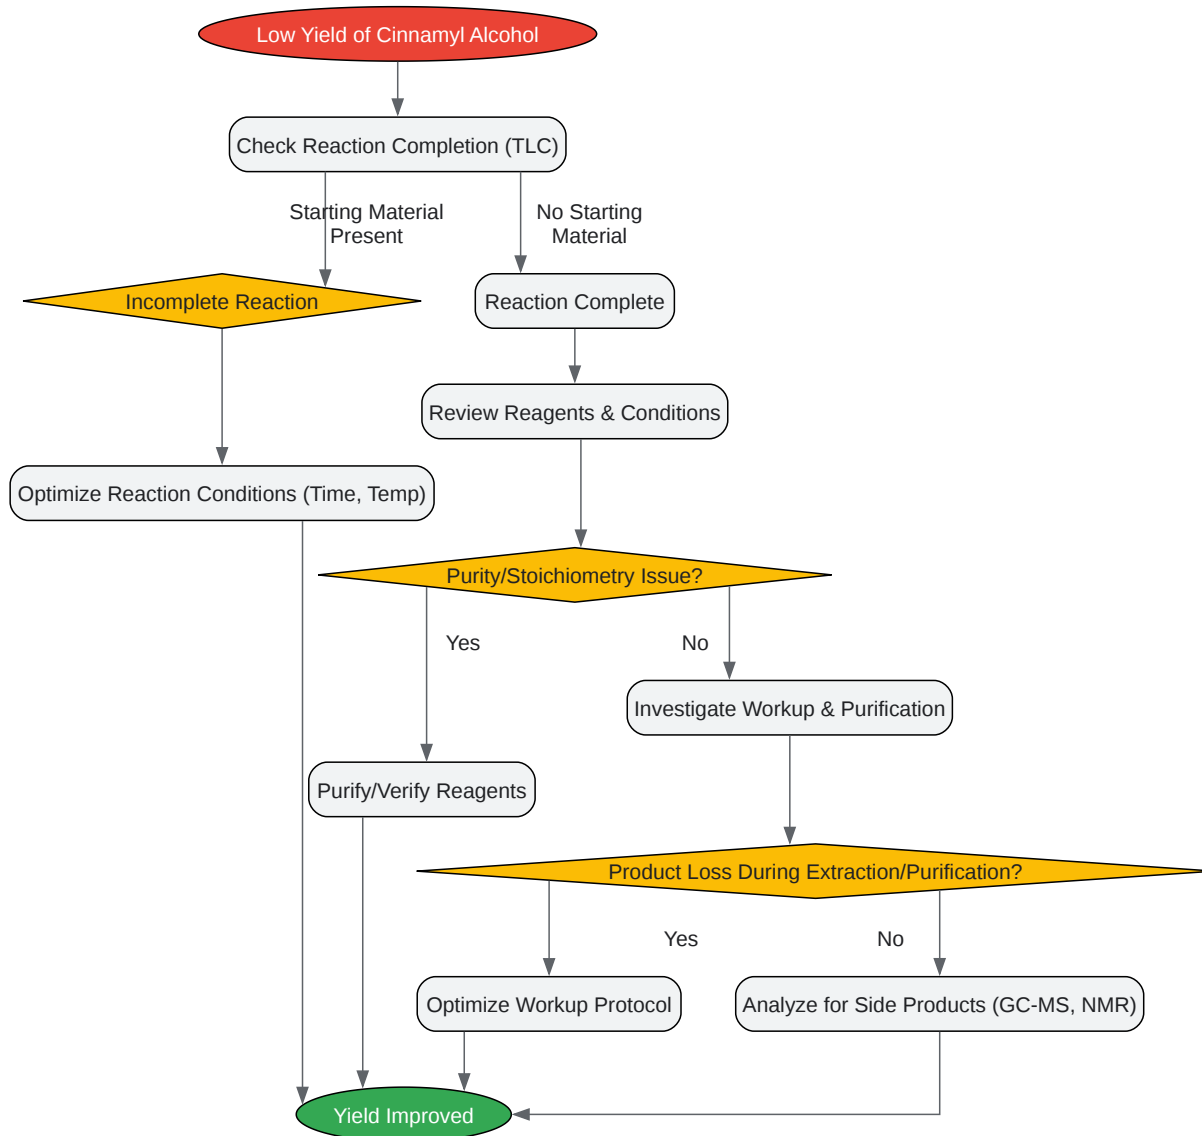 Low Yield of Cinnamyl Alcohol
Check Reaction Completion (TLC)
Starting Material
Present
No Starting
Material
Incomplete Reaction
Reaction Complete
Review Reagents & Conditions
Optimize Reaction Conditions (Time, Temp)
Purity/Stoichiometry Issue?
Yes
No
Investigate Workup & Purification
Purify/Verify Reagents
Product Loss During Extraction/Purification?
Yes
No
Optimize Workup Protocol
Analyze for Side Products (GC-MS, NMR)
Yield Improved